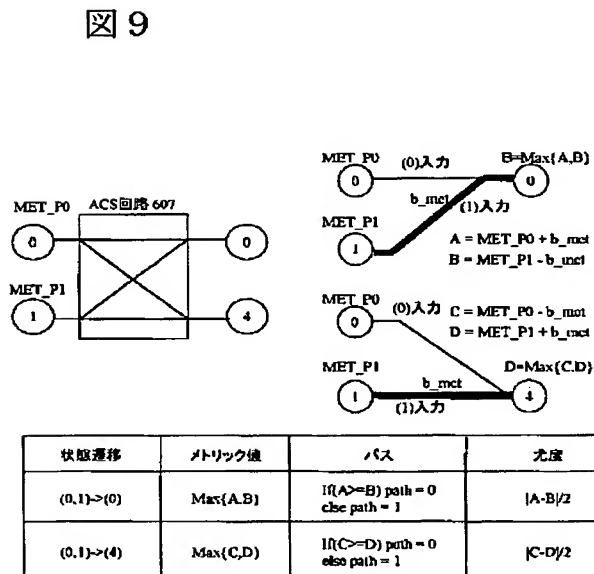 図9
MET_P0
ACS回路 607
0
0
MET_P1
1
4
MET_P0
(0)入力
B=Max{A,B}
0
0
b_met
(1)入力
MET_P1
1
A = MET_P0 + b_met
B = MET_P1 - b_met
MET_P0
(0)入力
C = MET_P0 - b_met
D = MET_P1 + b_met
0
MET_P1
b_met
D=Max{C,D}
1
(1)入力
4
状態遷移 メトリック値 パス 尤度
(0,1)->(0) Max{A,B} If(A>=B) path = 0
else path = 1 |A-B|/2
(0,1)->(4) Max{C,D} If(C>=D) path = 0
else path = 1 |C-D|/2